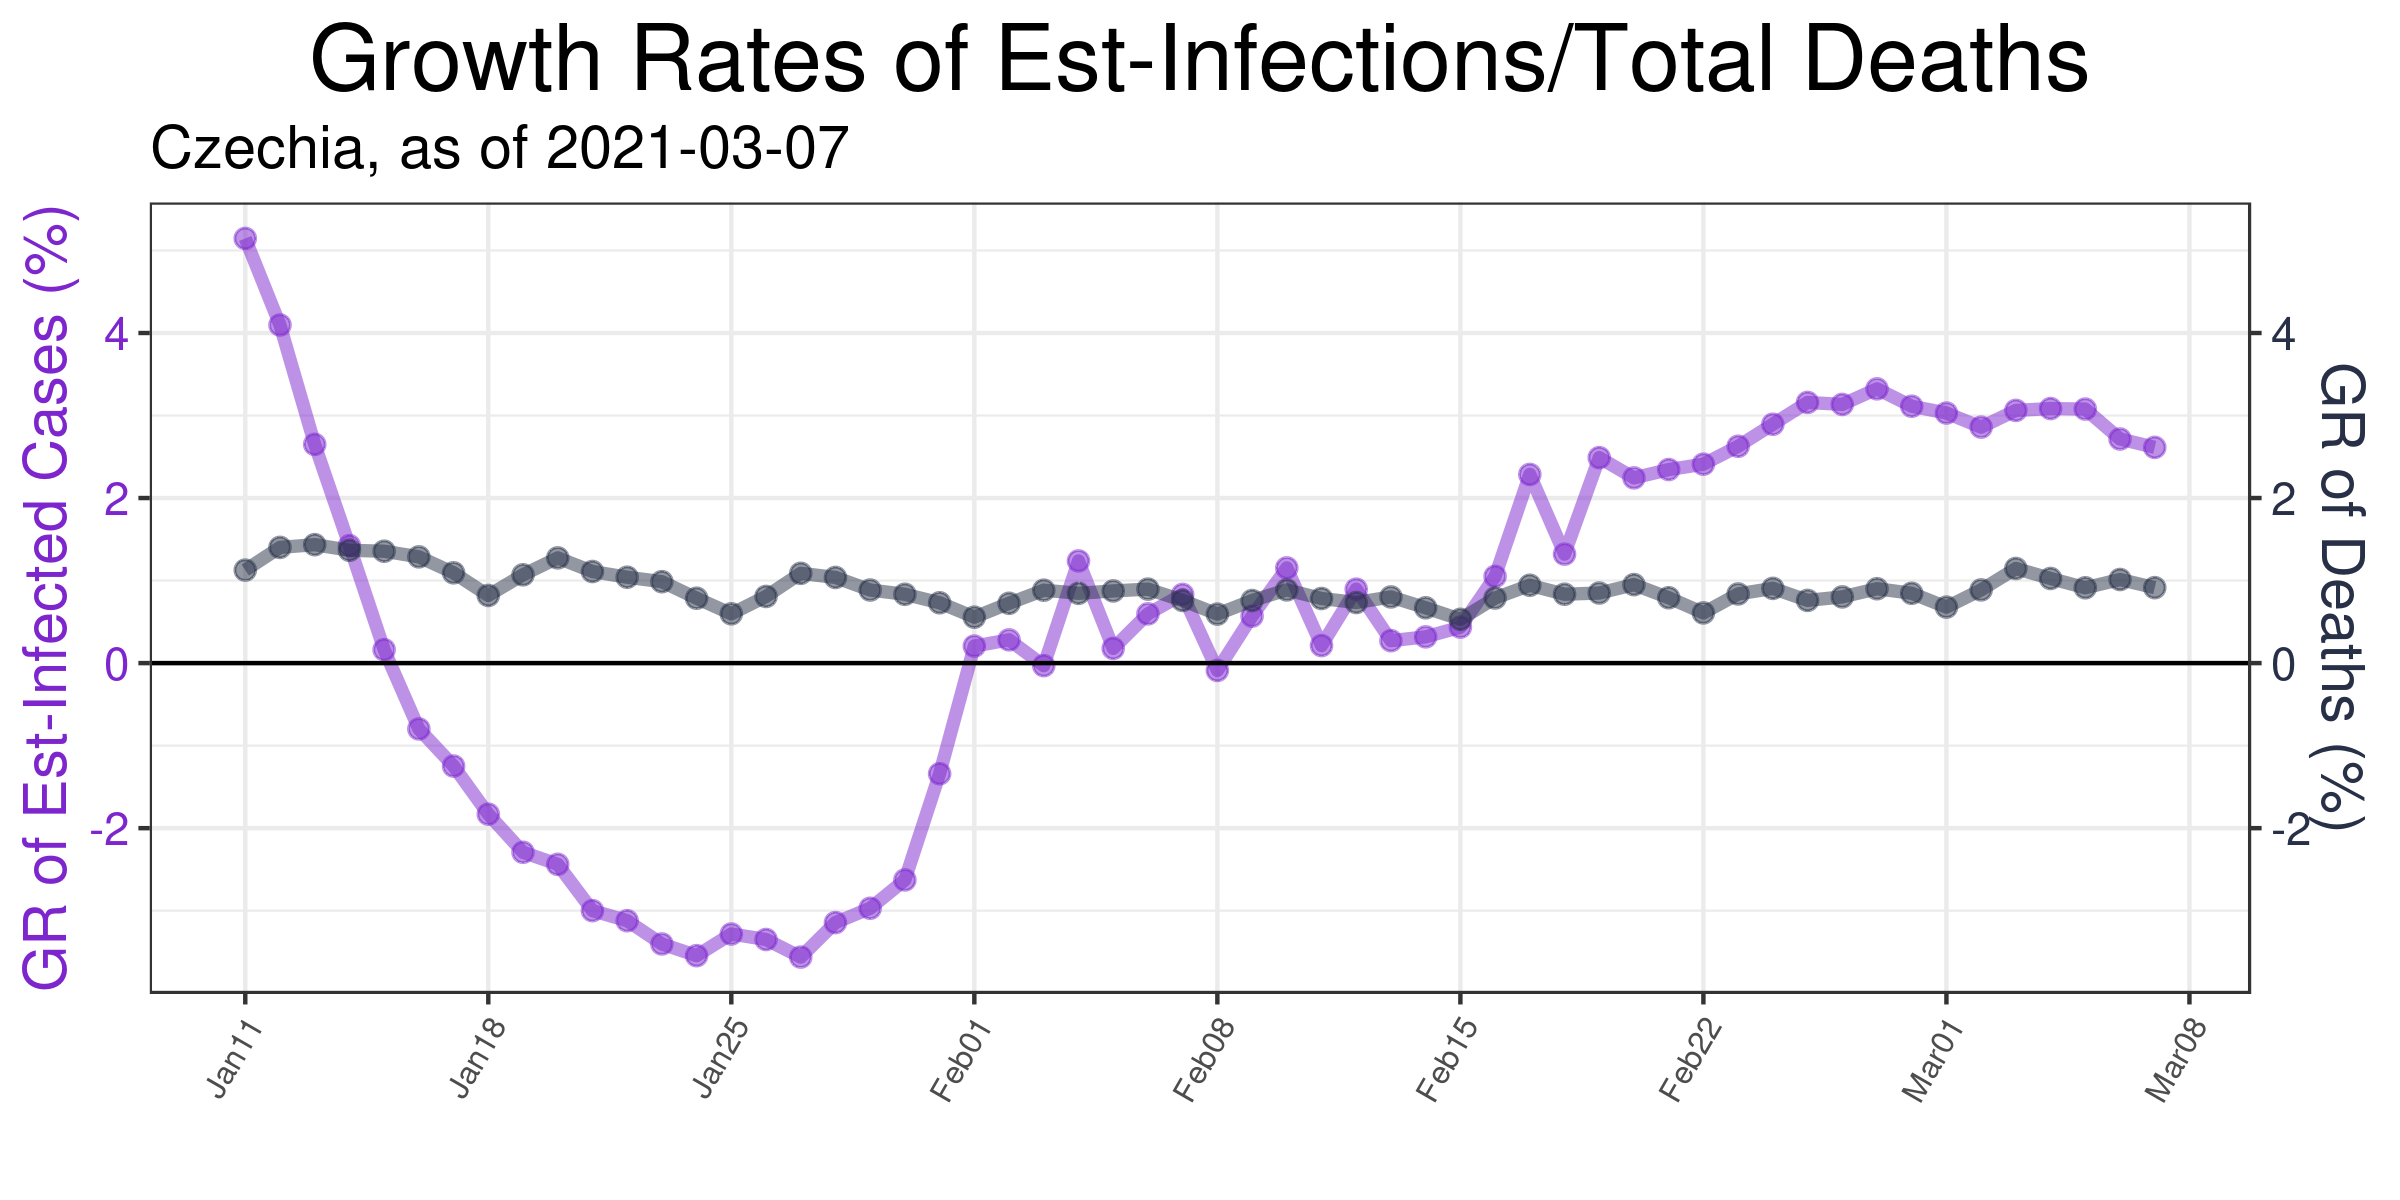 Growth Rates of Est-Infections/Total Deaths
Czechia, as of 2021-03-07
GR of Est-Infected Cases (%)
4
2
0
-2
4
2
0
-2
GR of Deaths (%)
Jan11
Jan18
Jan25
Feb01
Feb08
Feb15
Feb22
Mar01
Mar08